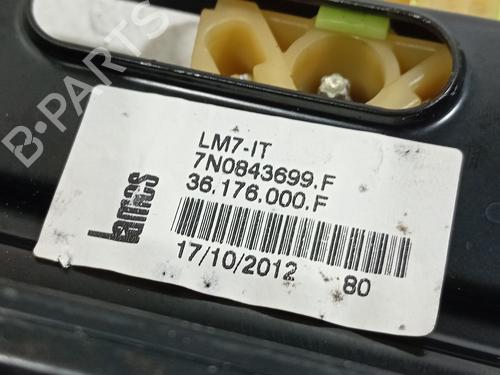 B-PARTS
Lames
LM7-IT
7N0843699.F
36.176.000.F
17/10/2012 80